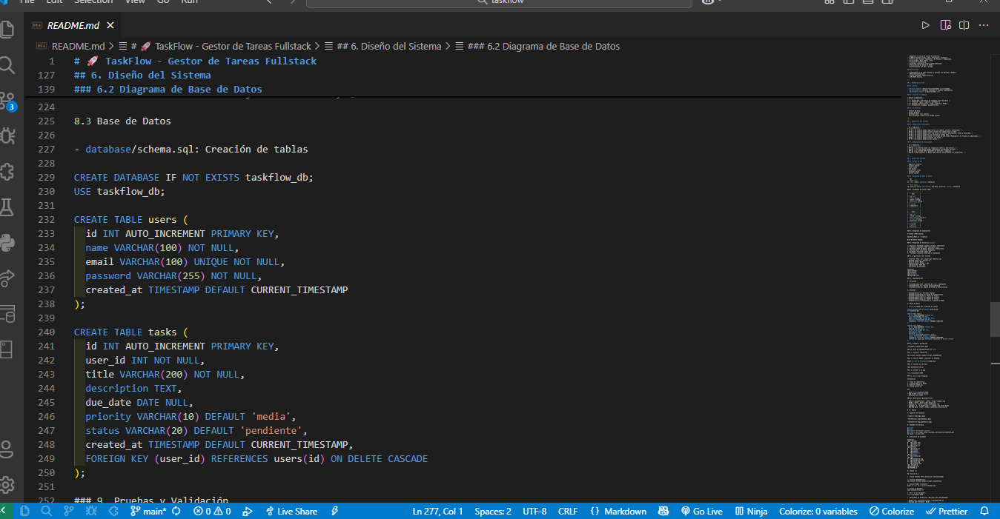 File Edit Selection View Go Run taskflow
README.md
README.md > # 🚀 TaskFlow - Gestor de Tareas Fullstack > ## 6. Diseño del Sistema > ### 6.2 Diagrama de Base de Datos
1 # 🚀 TaskFlow - Gestor de Tareas Fullstack
127 ## 6. Diseño del Sistema
139 ### 6.2 Diagrama de Base de Datos
224
225 8.3 Base de Datos
226
227 - database/schema.sql: Creación de tablas
228
229 CREATE DATABASE IF NOT EXISTS taskflow_db;
230 USE taskflow_db;
231
232 CREATE TABLE users (
233   id INT AUTO_INCREMENT PRIMARY KEY,
234   name VARCHAR(100) NOT NULL,
235   email VARCHAR(100) UNIQUE NOT NULL,
236   password VARCHAR(255) NOT NULL,
237   created_at TIMESTAMP DEFAULT CURRENT_TIMESTAMP
238 );
239
240 CREATE TABLE tasks (
241   id INT AUTO_INCREMENT PRIMARY KEY,
242   user_id INT NOT NULL,
243   title VARCHAR(200) NOT NULL,
244   description TEXT,
245   due_date DATE NULL,
246   priority VARCHAR(10) DEFAULT 'media',
247   status VARCHAR(20) DEFAULT 'pendiente',
248   created_at TIMESTAMP DEFAULT CURRENT_TIMESTAMP,
249   FOREIGN KEY (user_id) REFERENCES users(id) ON DELETE CASCADE
250 );
251
252 ### 9. Pruebas y Validación
3
main* 0 0 Live Share Ln 277, Col 1 Spaces: 2 UTF-8 CRLF {} Markdown Go Live Ninja Colorize: 0 variables Colorize Prettier